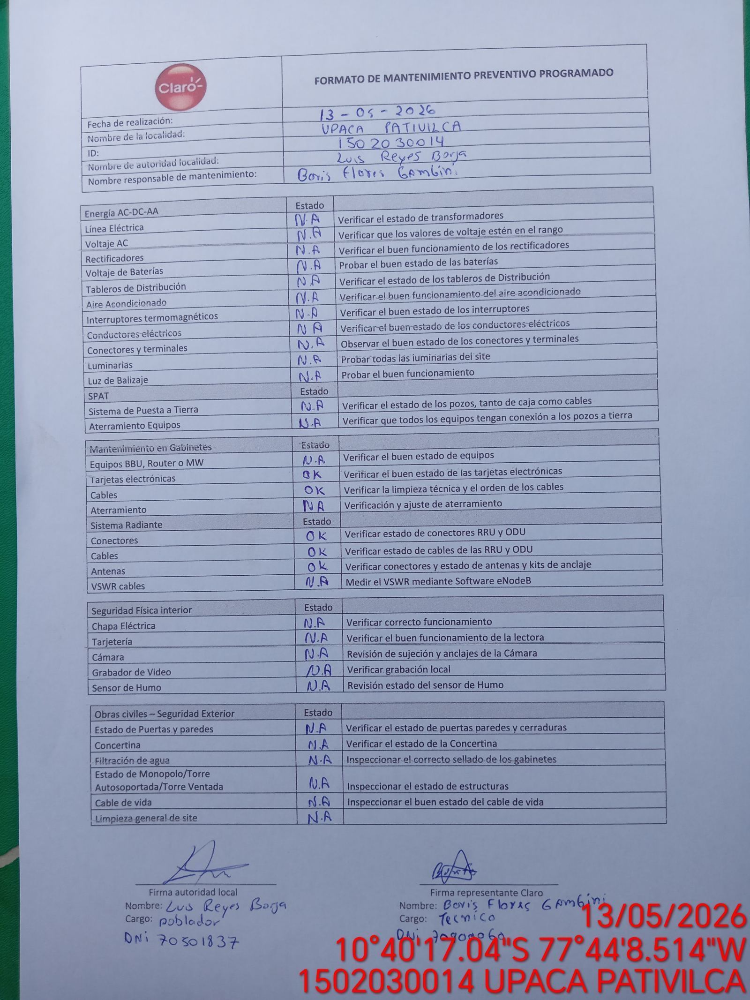 Claro
FORMATO DE MANTENIMIENTO PREVENTIVO PROGRAMADO
Fecha de realización: 13-05-2026
Nombre de la localidad: UPACA PATIVILCA
ID: 1502030014
Nombre de autoridad localidad: Luis Reyes Borja
Nombre responsable de mantenimiento: Boris Flores GAMbini
Energía AC-DC-AA Estado
Línea Eléctrica N.A Verificar el estado de transformadores
Voltaje AC N.A Verificar que los valores de voltaje estén en el rango
Rectificadores N.A Verificar el buen funcionamiento de los rectificadores
Voltaje de Baterías N.A Probar el buen estado de las baterías
Tableros de Distribución N A Verificar el estado de los tableros de Distribución
Aire Acondicionado N.A Verificar el buen funcionamiento del aire acondicionado
Interruptores termomagnéticos N.A Verificar el buen estado de los interruptores
Conductores eléctricos N A Verificar el buen estado de los conductores eléctricos
Conectores y terminales N.A Observar el buen estado de los conectores y terminales
Luminarias N.A Probar todas las luminarias del site
Luz de Balizaje N.A Probar el buen funcionamiento
SPAT Estado
Sistema de Puesta a Tierra N.A Verificar el estado de los pozos, tanto de caja como cables
Aterramiento Equipos N.A Verificar que todos los equipos tengan conexión a los pozos a tierra
Mantenimiento en Gabinetes Estado
Equipos BBU, Router o MW N.A Verificar el buen estado de equipos
Tarjetas electrónicas OK Verificar el buen estado de las tarjetas electrónicas
Cables OK Verificar la limpieza técnica y el orden de los cables
Aterramiento NA Verificación y ajuste de aterramiento
Sistema Radiante Estado
Conectores OK Verificar estado de conectores RRU y ODU
Cables OK Verificar estado de cables de las RRU y ODU
Antenas OK Verificar conectores y estado de antenas y kits de anclaje
VSWR cables N.A Medir el VSWR mediante Software eNodeB
Seguridad Física interior Estado
Chapa Eléctrica N.A Verificar correcto funcionamiento
Tarjetería N.A Verificar el buen funcionamiento de la lectora
Cámara N.A Revisión de sujeción y anclajes de la Cámara
Grabador de Video N.A Verificar grabación local
Sensor de Humo N.A Revisión estado del sensor de Humo
Obras civiles – Seguridad Exterior Estado
Estado de Puertas y paredes N.A Verificar el estado de puertas paredes y cerraduras
Concertina N.A Verificar el estado de la Concertina
Filtración de agua N.A Inspeccionar el correcto sellado de los gabinetes
Estado de Monopolo/Torre
Autosoportada/Torre Ventada N.A Inspeccionar el estado de estructuras
Cable de vida N.A Inspeccionar el buen estado del cable de vida
Limpieza general de site N.A
Firma autoridad local Firma representante Claro
Nombre: Luis Reyes Borja Nombre: Boris Flores GAMbini
Cargo: poblador Cargo: Tecnico
DNi 70501837 DNi
13/05/2026
10°40'17.04"S 77°44'8.514"W
1502030014 UPACA PATIVILCA